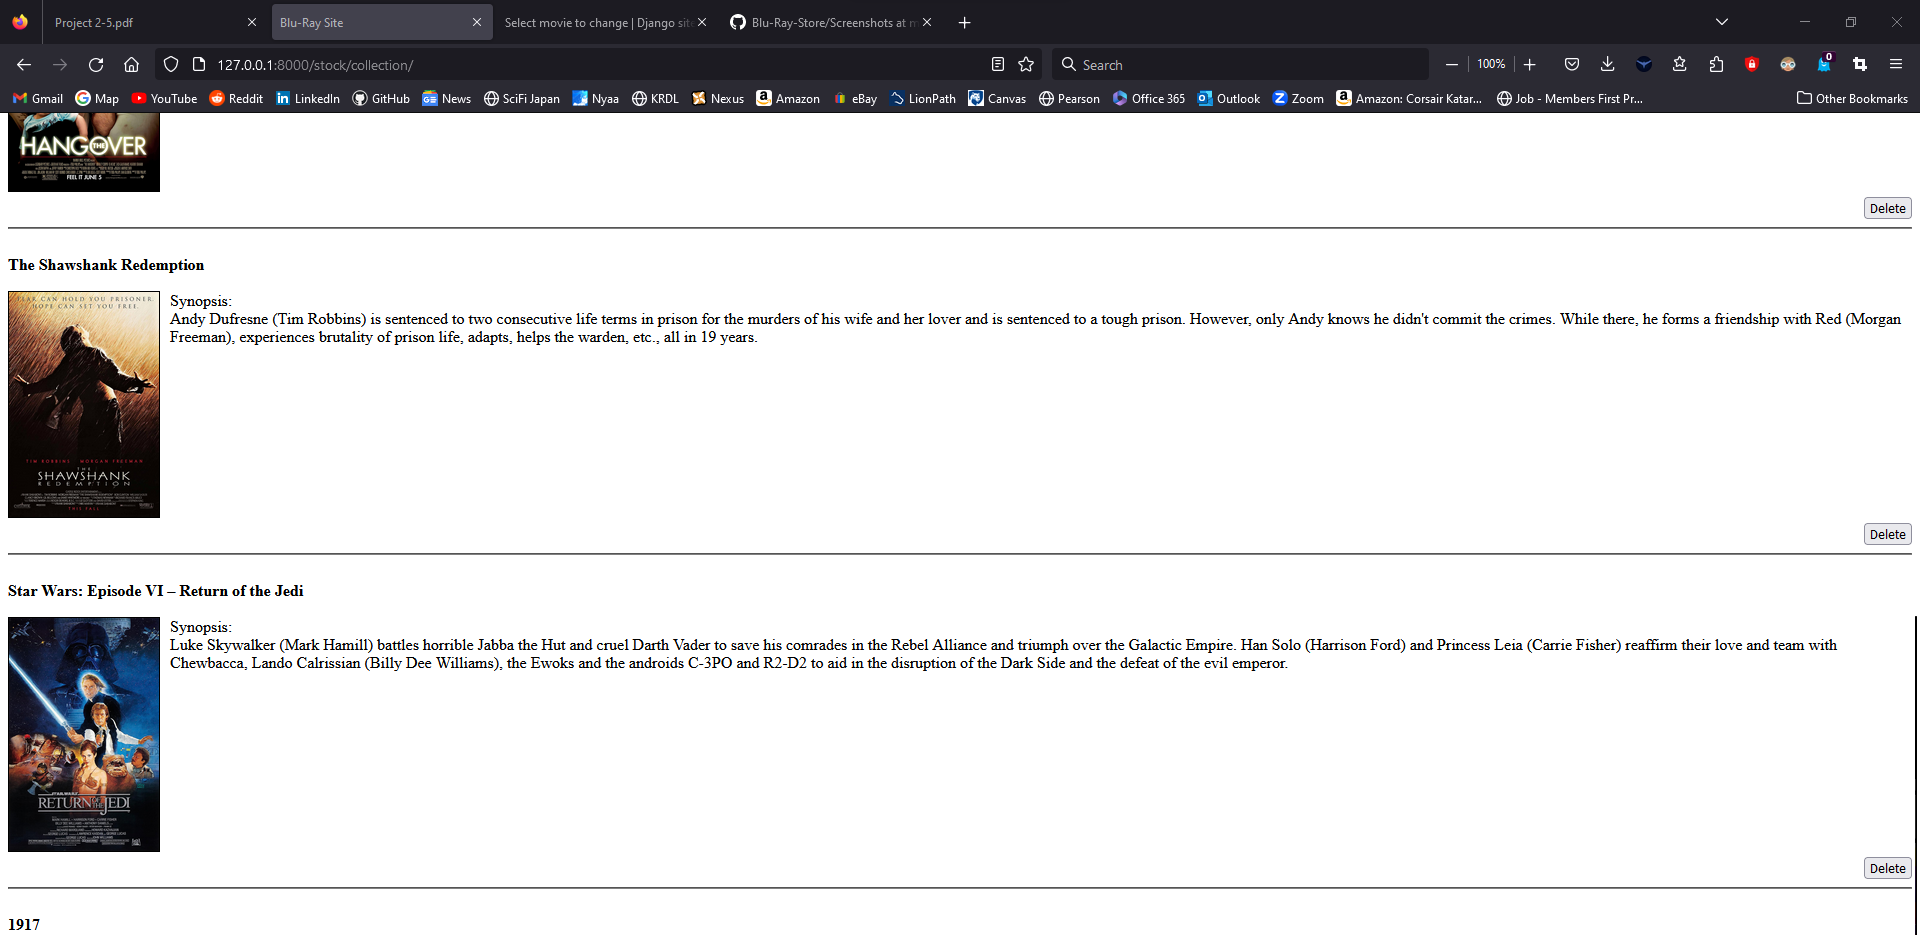 Project 2-5.pdf
Blu-Ray Site
Select movie to change | Django sit
Blu-Ray-Store/Screenshots at m
127.0.0.1:8000/stock/collection/
Search
100%
0
Gmail Map YouTube Reddit LinkedIn GitHub News SciFi Japan Nyaa KRDL Nexus Amazon eBay LionPath Canvas Pearson Office 365 Outlook Zoom Amazon: Corsair Katar... Job - Members First Pr... Other Bookmarks
THE HANGOVER
FEEL IT JUNE 5
Delete
The Shawshank Redemption
FEAR CAN HOLD YOU PRISONER.
HOPE CAN SET YOU FREE.
TIM ROBBINS MORGAN FREEMAN
THE
SHAWSHANK
REDEMPTION
THIS FALL
Synopsis:
Andy Dufresne (Tim Robbins) is sentenced to two consecutive life terms in prison for the murders of his wife and her lover and is sentenced to a tough prison. However, only Andy knows he didn't commit the crimes. While there, he forms a friendship with Red (Morgan
Freeman), experiences brutality of prison life, adapts, helps the warden, etc., all in 19 years.
Delete
Star Wars: Episode VI – Return of the Jedi
STAR WARS
RETURN OF THE JEDI
Synopsis:
Luke Skywalker (Mark Hamill) battles horrible Jabba the Hut and cruel Darth Vader to save his comrades in the Rebel Alliance and triumph over the Galactic Empire. Han Solo (Harrison Ford) and Princess Leia (Carrie Fisher) reaffirm their love and team with
Chewbacca, Lando Calrissian (Billy Dee Williams), the Ewoks and the androids C-3PO and R2-D2 to aid in the disruption of the Dark Side and the defeat of the evil emperor.
Delete
1917